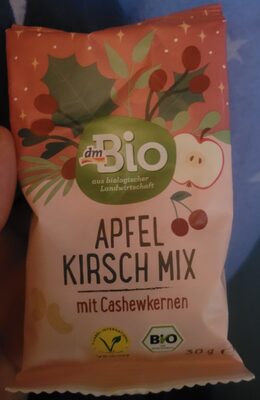 dm
Bio
aus biologischer
Landwirtschaft
APFEL
KIRSCH MIX
mit Cashewkernen
BIO
30 g e